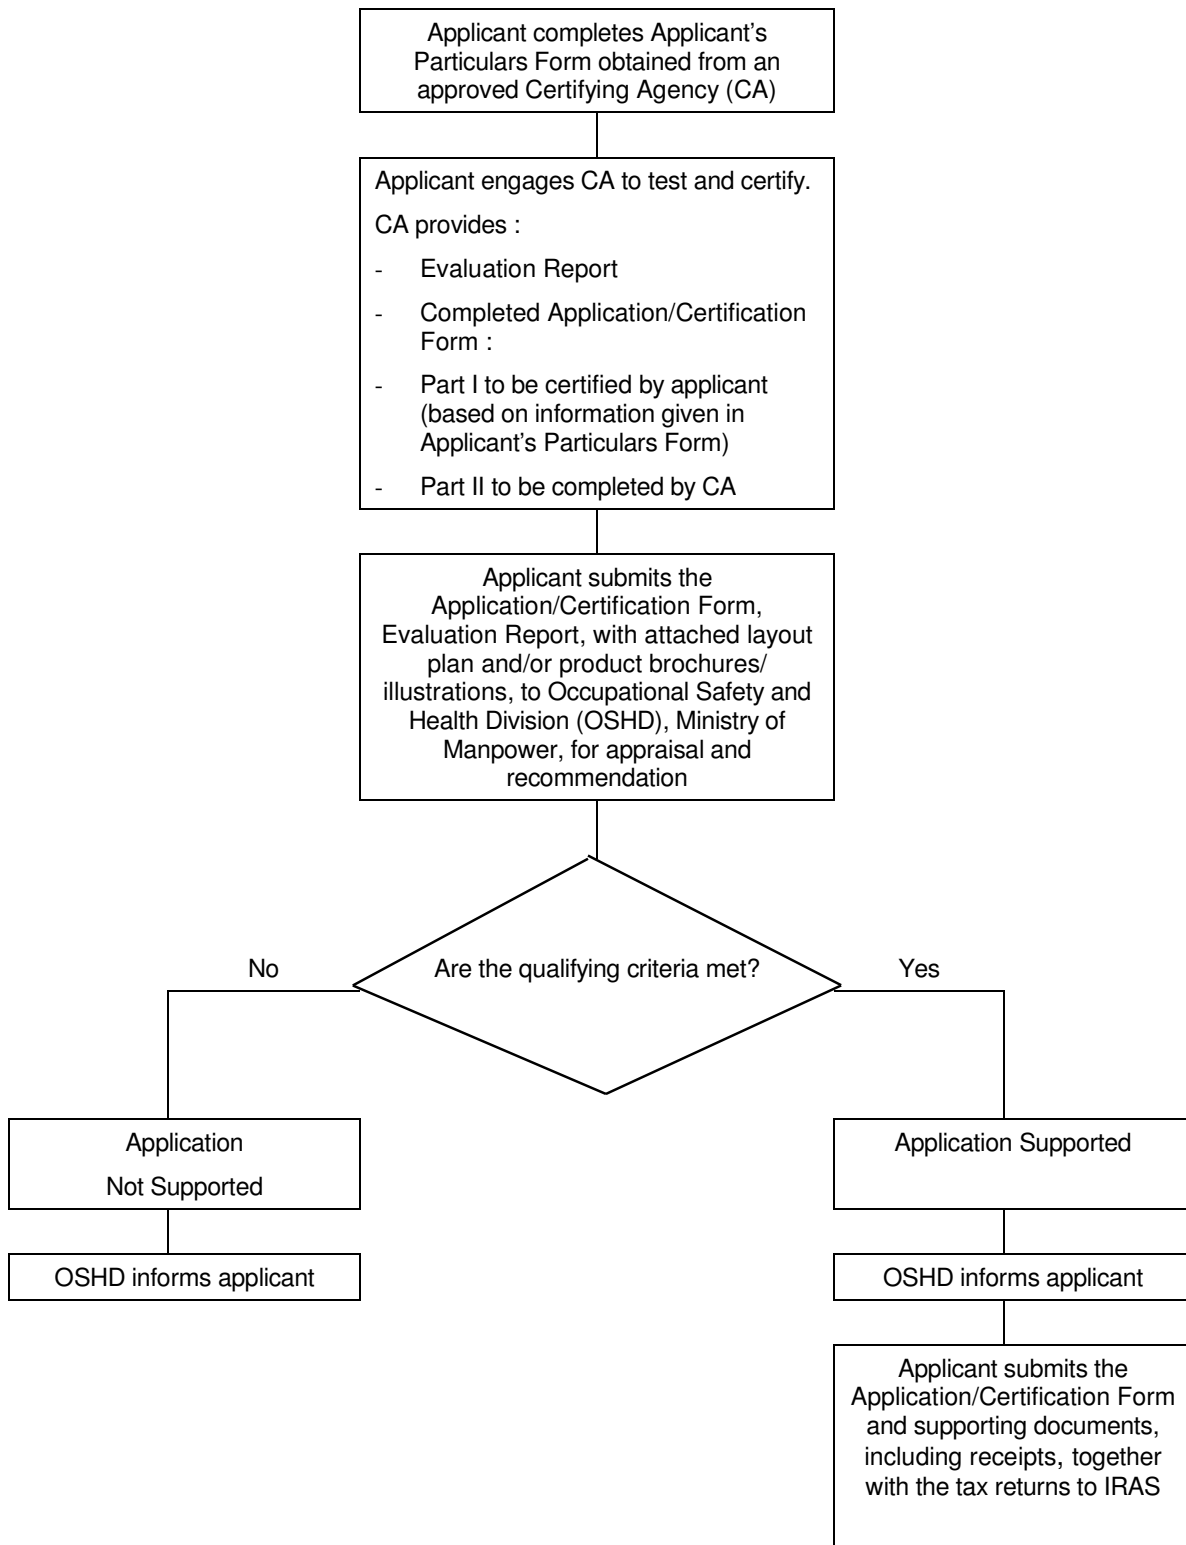 Applicant completes Applicant’s
Particulars Form obtained from an
approved Certifying Agency (CA)
Applicant engages CA to test and certify.
CA provides :
- Evaluation Report
- Completed Application/Certification
Form :
- Part I to be certified by applicant
(based on information given in
Applicant’s Particulars Form)
- Part II to be completed by CA
Applicant submits the
Application/Certification Form,
Evaluation Report, with attached layout
plan and/or product brochures/
illustrations, to Occupational Safety and
Health Division (OSHD), Ministry of
Manpower, for appraisal and
recommendation
Are the qualifying criteria met?
No
Yes
Application
Not Supported
OSHD informs applicant
Application Supported
OSHD informs applicant
Applicant submits the
Application/Certification Form
and supporting documents,
including receipts, together
with the tax returns to IRAS